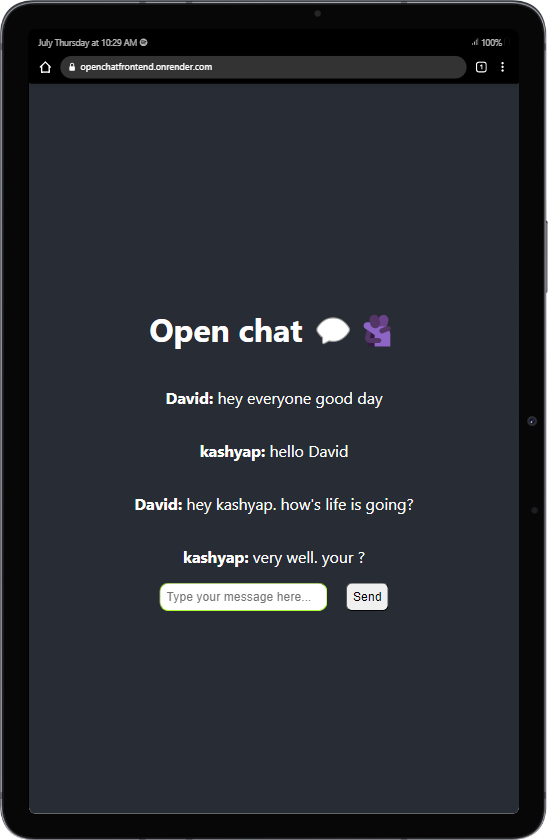 July Thursday at 10:29 AM
100%
openchatfrontend.onrender.com
1
Open chat
David: hey everyone good day
kashyap: hello David
David: hey kashyap. how's life is going?
kashyap: very well. your ?
Type your message here...
Send